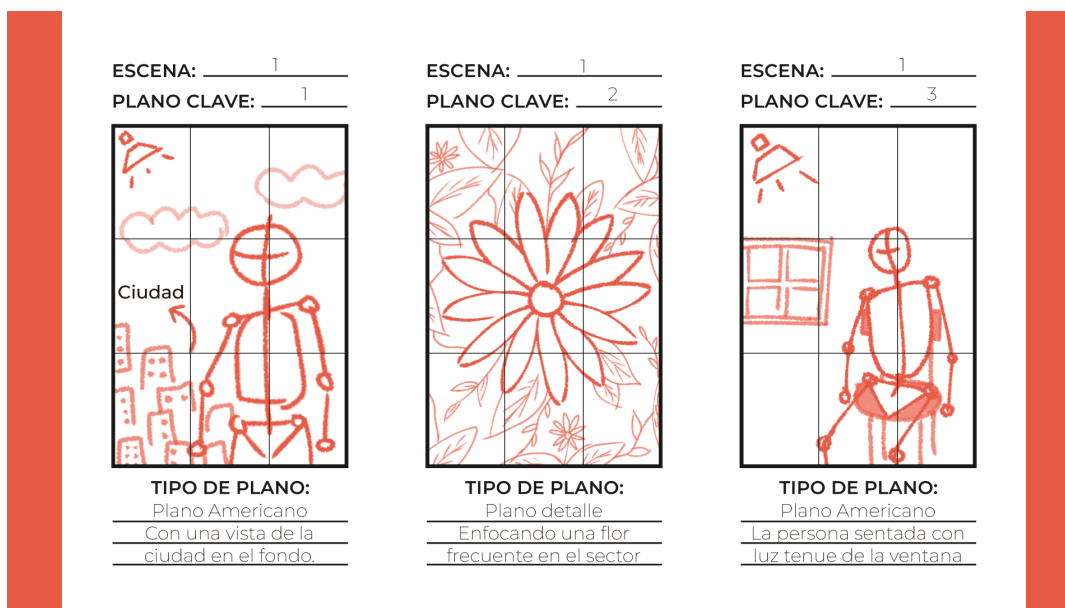 ESCENA: 1
PLANO CLAVE: 1
Ciudad
TIPO DE PLANO:
Plano Americano
Con una vista de la
ciudad en el fondo.
ESCENA: 1
PLANO CLAVE: 2
TIPO DE PLANO:
Plano detalle
Enfocando una flor
frecuente en el sector
ESCENA: 1
PLANO CLAVE: 3
TIPO DE PLANO:
Plano Americano
La persona sentada con
luz tenue de la ventana